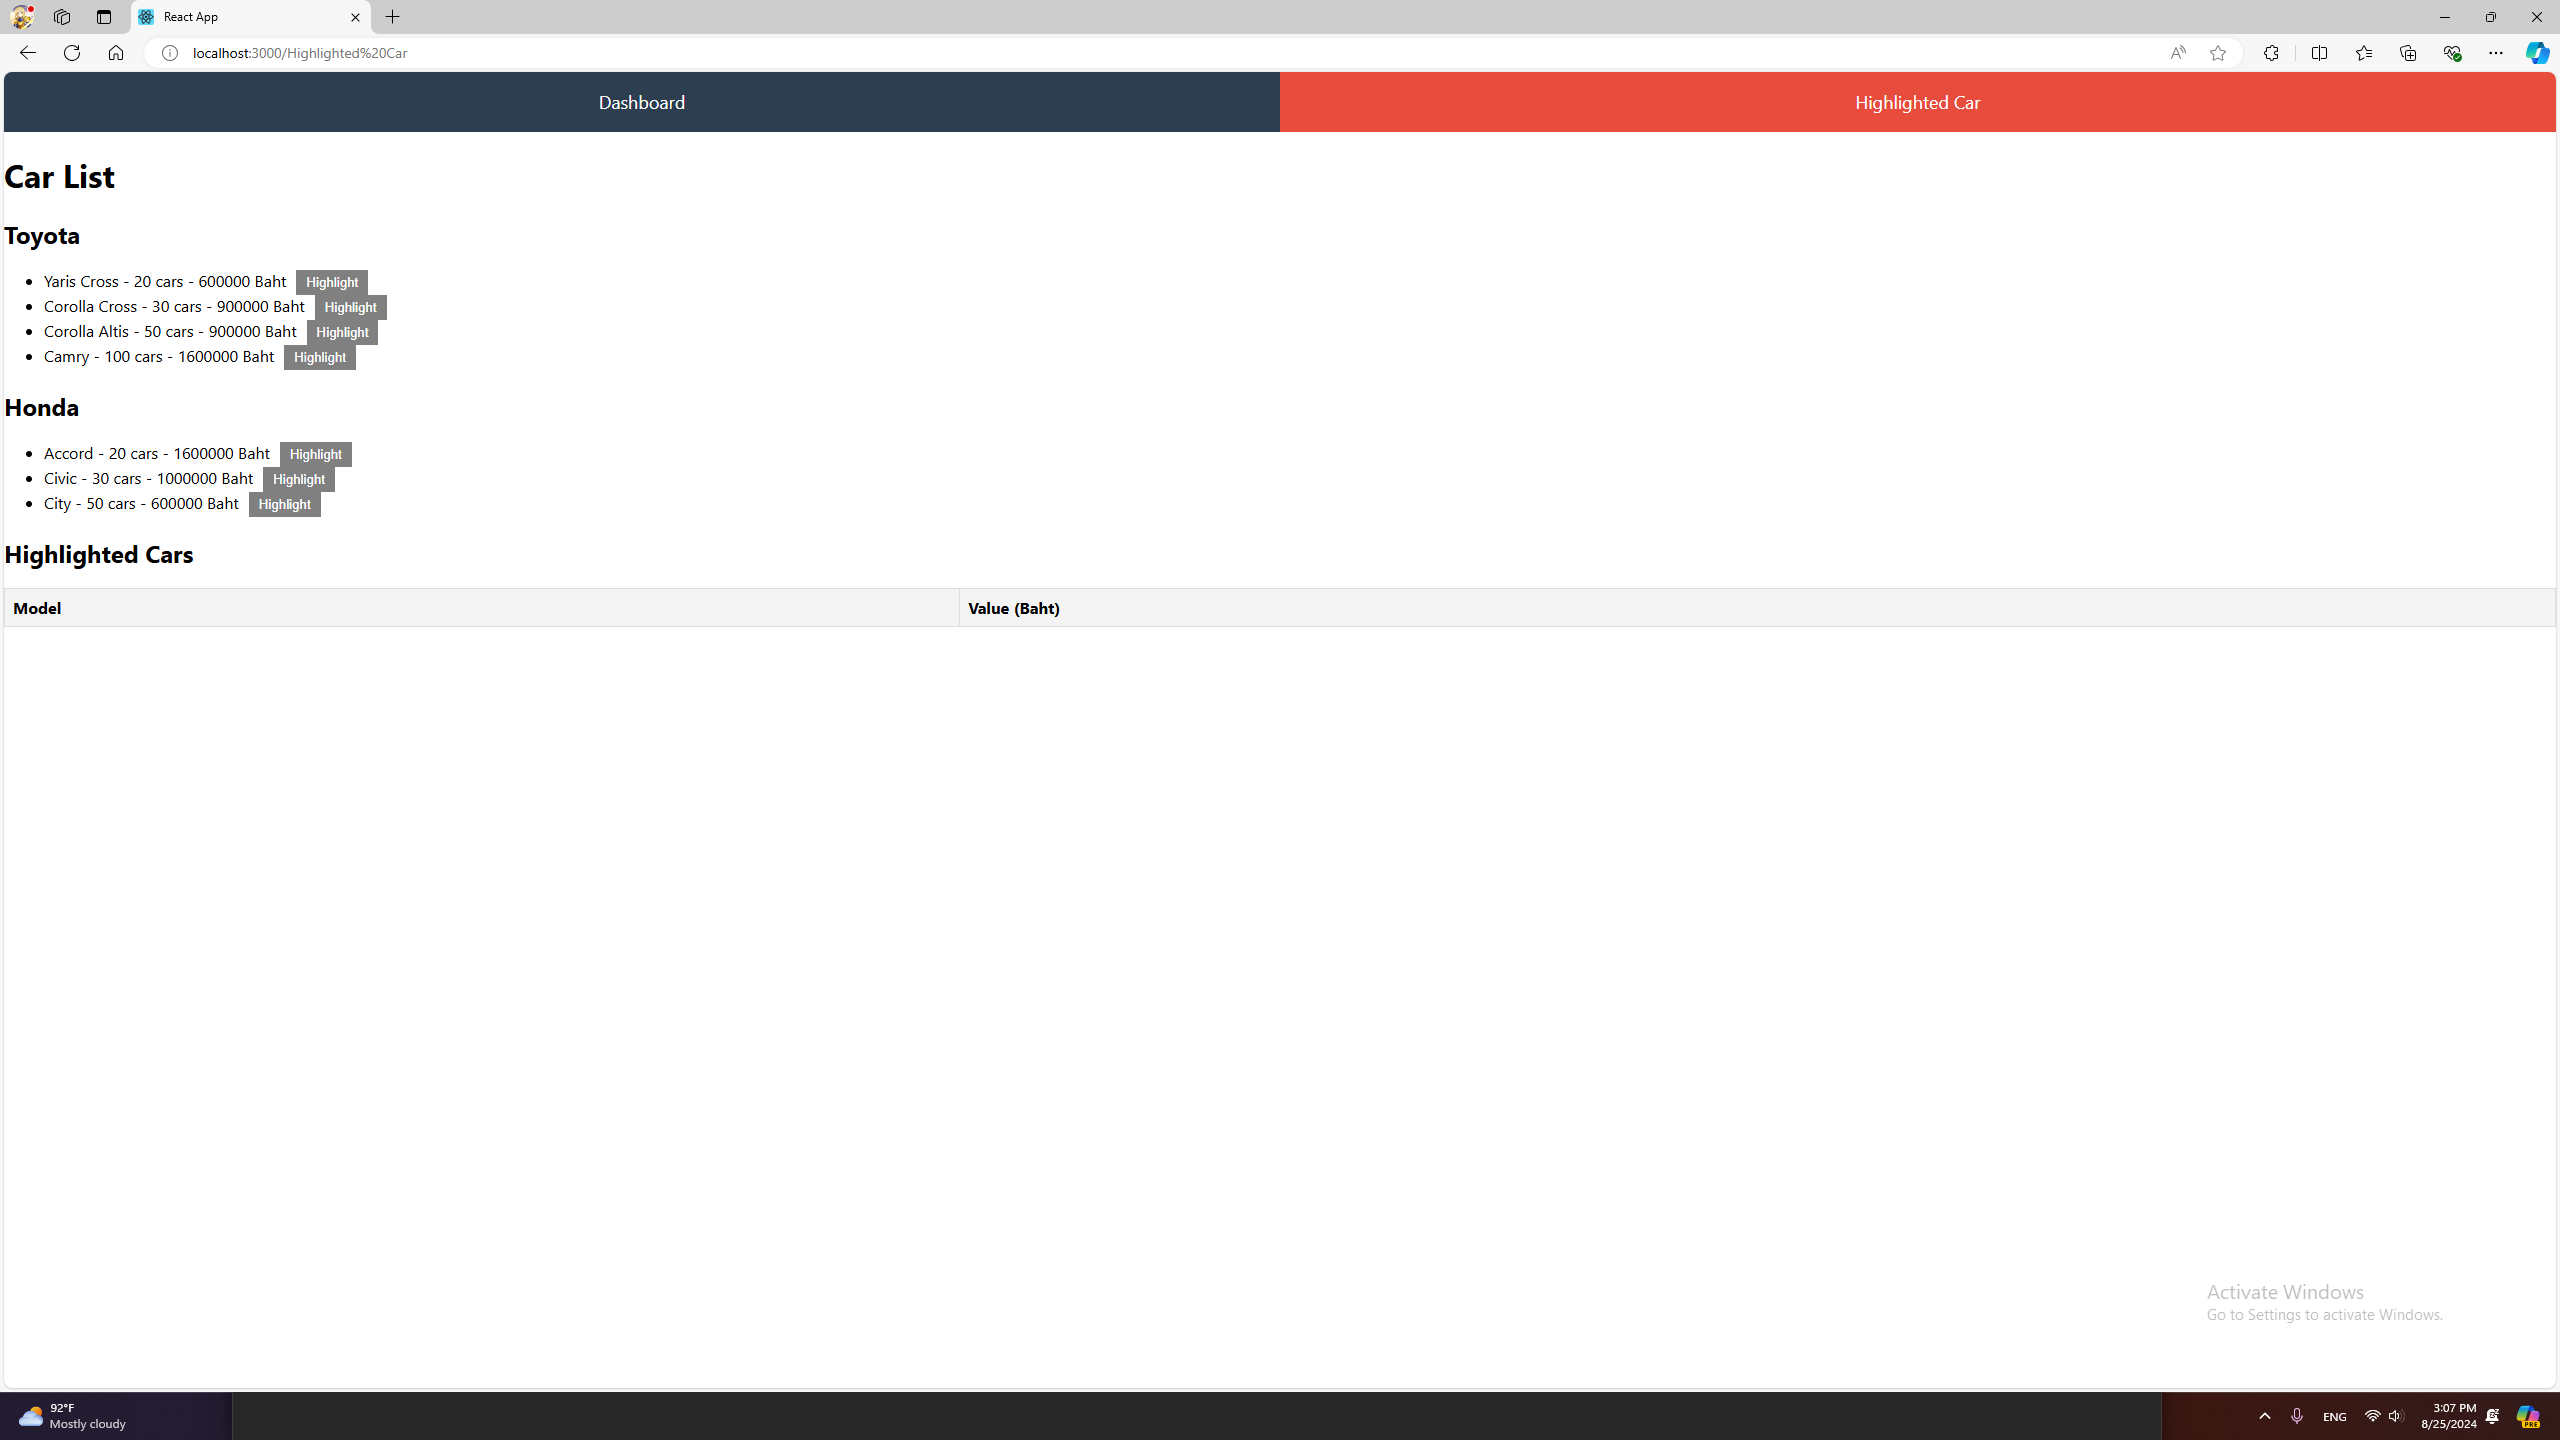 React App
localhost:3000/Highlighted%20Car
Dashboard
Highlighted Car
Car List
Toyota
Yaris Cross - 20 cars - 600000 Baht Highlight
Corolla Cross - 30 cars - 900000 Baht Highlight
Corolla Altis - 50 cars - 900000 Baht Highlight
Camry - 100 cars - 1600000 Baht Highlight
Honda
Accord - 20 cars - 1600000 Baht Highlight
Civic - 30 cars - 1000000 Baht Highlight
City - 50 cars - 600000 Baht Highlight
Highlighted Cars
Model Value (Baht)
Activate Windows
Go to Settings to activate Windows.
92°F
Mostly cloudy
ENG
3:07 PM
8/25/2024
PRE